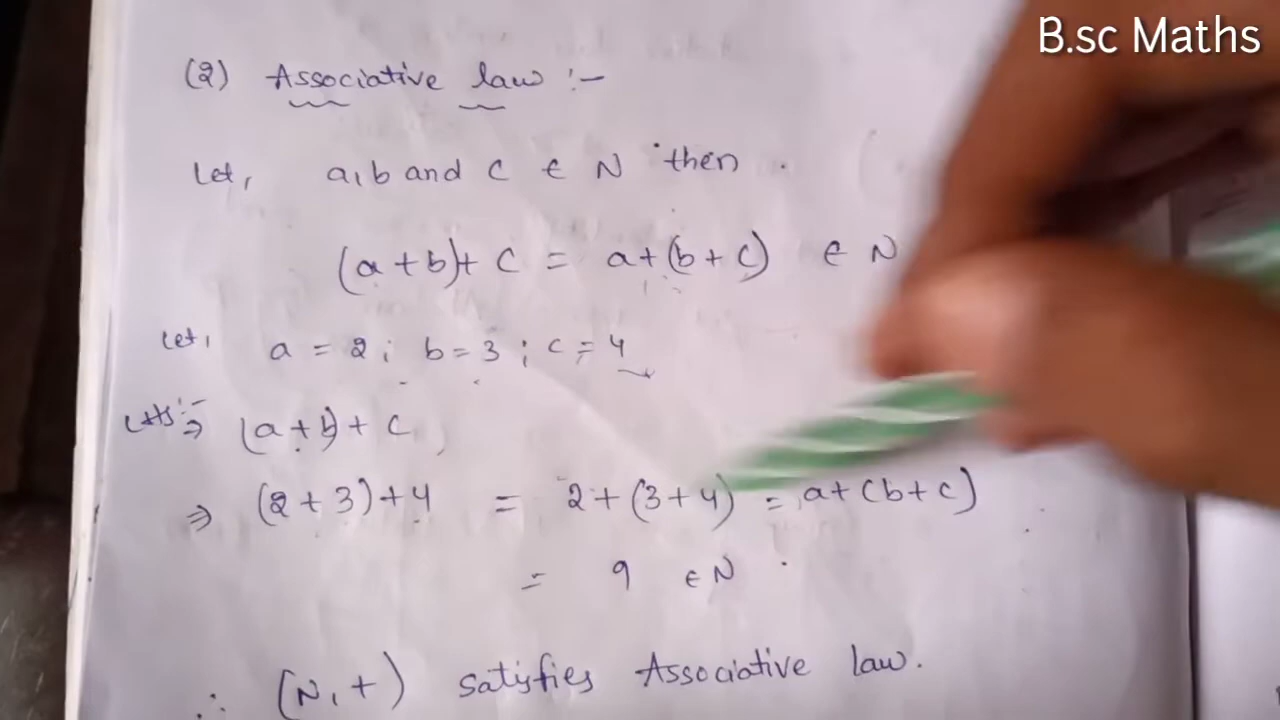 B.sc Maths
(2) Associative law :-
Let, a, b and c ∈ N then
(a+b)+c = a+(b+c) ∈ N
Let, a = 2; b = 3; c = 4
LHS:- ⇒ (a+b)+c
⇒ (2+3)+4 = 2+(3+4) = a+(b+c)
= 9 ∈ N
∴ (N, +) satisfies Associative law.